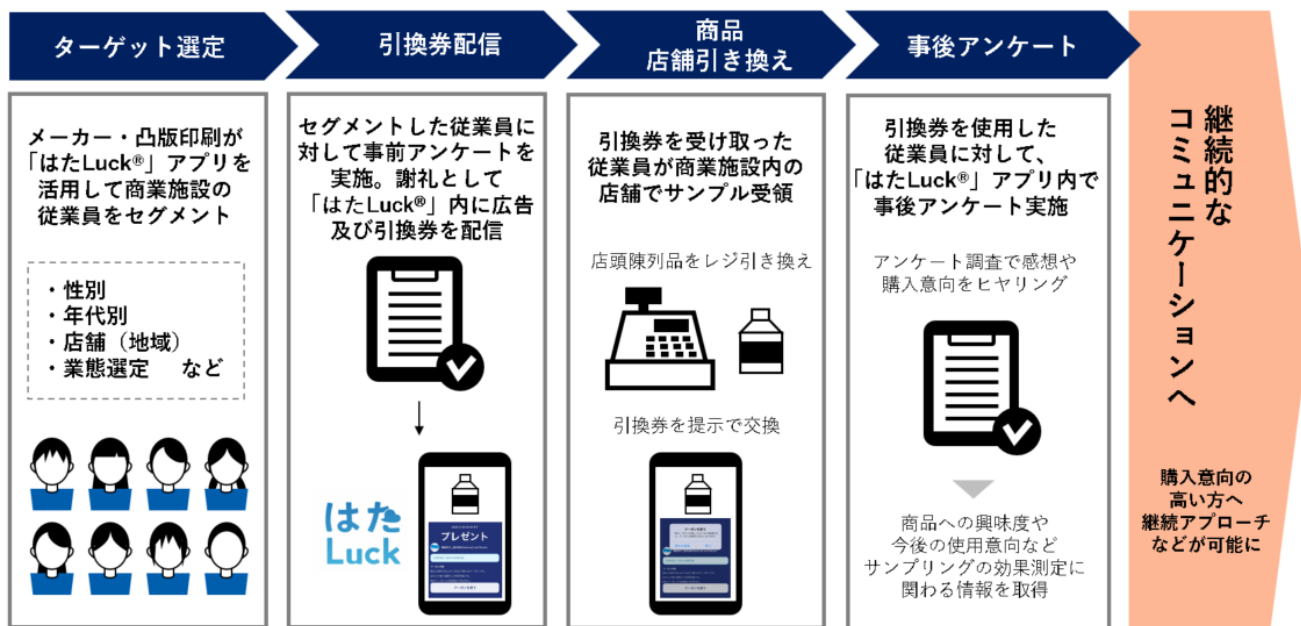 ターゲット選定
メーカー・凸版印刷が
「はたLuck®」アプリを
活用して商業施設の
従業員をセグメント
・性別
・年代別
・店舗（地域）
・業態選定　など
引換券配信
セグメントした従業員に
対して事前アンケートを
実施。謝礼として
「はたLuck®」内に広告
及び引換券を配信
はた
Luck
プレゼント
商品
店舗引き換え
引換券を受け取った
従業員が商業施設内の
店舗でサンプル受領
店頭陳列品をレジ引き換え
引換券を提示で交換
事後アンケート
引換券を使用した
従業員に対して、
「はたLuck®」アプリ内で
事後アンケート実施
アンケート調査で感想や
購入意向をヒヤリング
商品への興味度や
今後の使用意向など
サンプリングの効果測定に
関わる情報を取得
継続的な
コミュニケーションへ
購入意向の
高い方へ
継続アプローチ
などが可能に